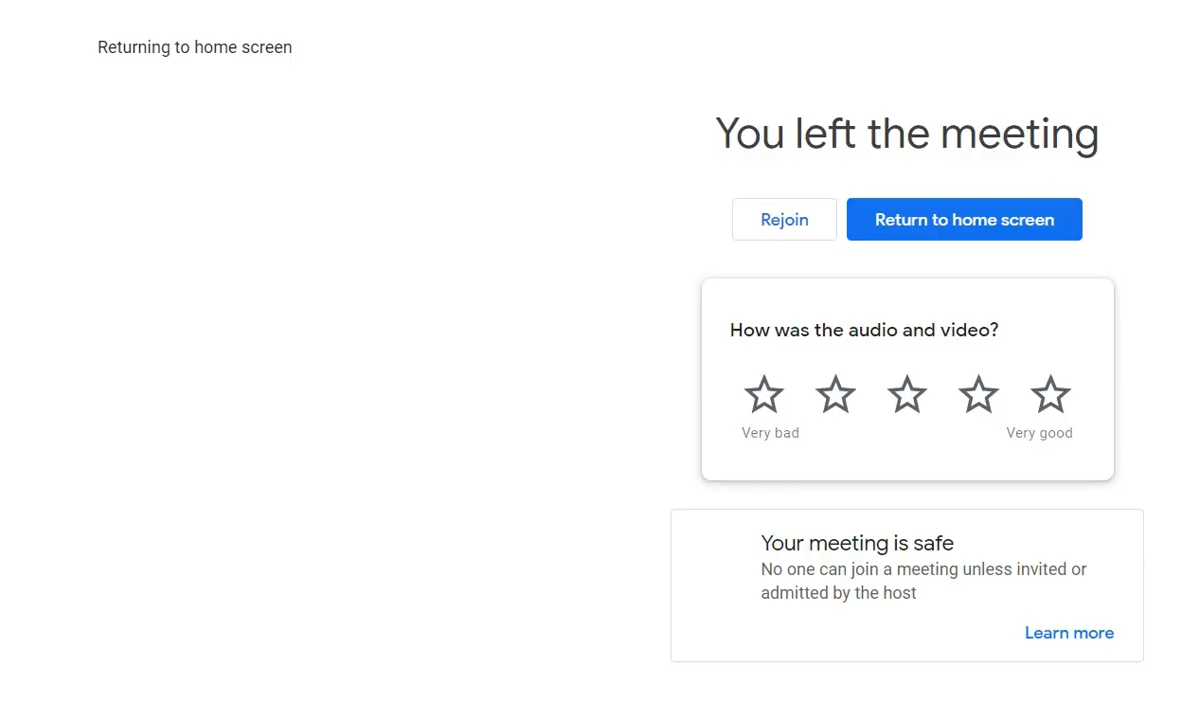 Returning to home screen
You left the meeting
Rejoin
Return to home screen
How was the audio and video?
Very bad
Very good
Your meeting is safe
No one can join a meeting unless invited or
admitted by the host
Learn more